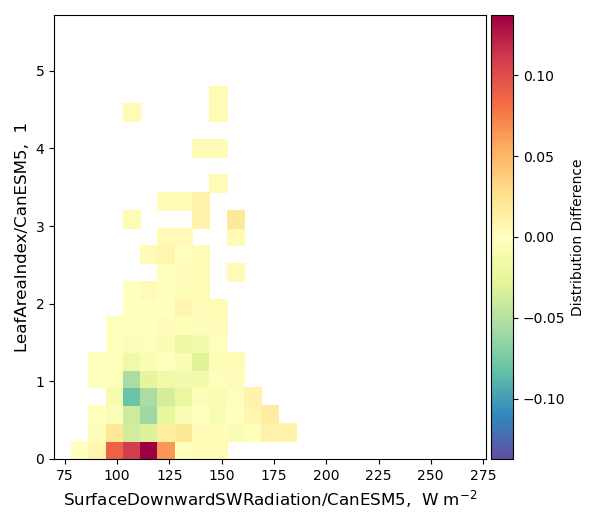 5
4
3
2
1
0
LeafAreaIndex/CanESM5,  1
75 100 125 150 175 200 225 250 275
SurfaceDownwardSWRadiation/CanESM5,  W m⁻²
0.10
0.05
0.00
−0.05
−0.10
Distribution Difference